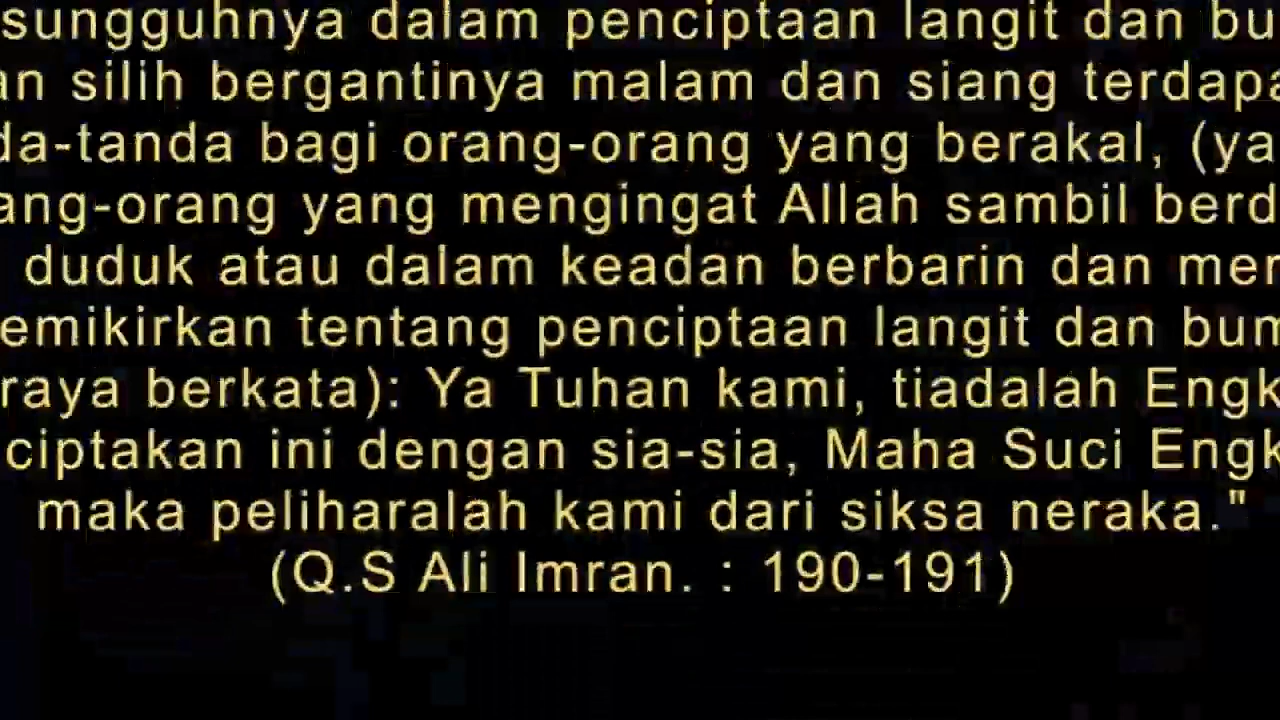 sungguhnya dalam penciptaan langit dan bu
an silih bergantinya malam dan siang terdapa
da-tanda bagi orang-orang yang berakal, (ya
ang-orang yang mengingat Allah sambil berd
duduk atau dalam keadan berbarin dan mer
emikirkan tentang penciptaan langit dan bum
raya berkata): Ya Tuhan kami, tiadalah Engk
ciptakan ini dengan sia-sia, Maha Suci Engk
maka peliharalah kami dari siksa neraka."
(Q.S Ali Imran. : 190-191)